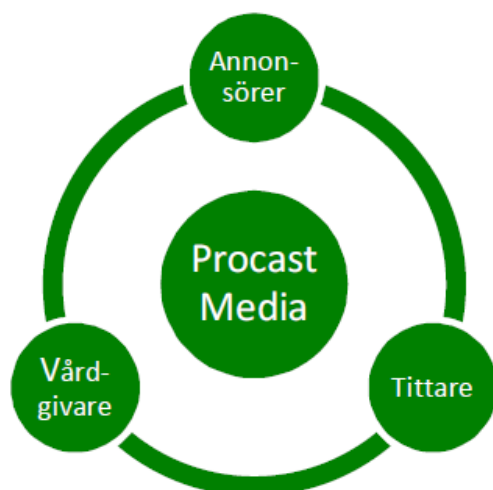 Annon-
sörer
Procast
Media
Vård-
givare
Tittare